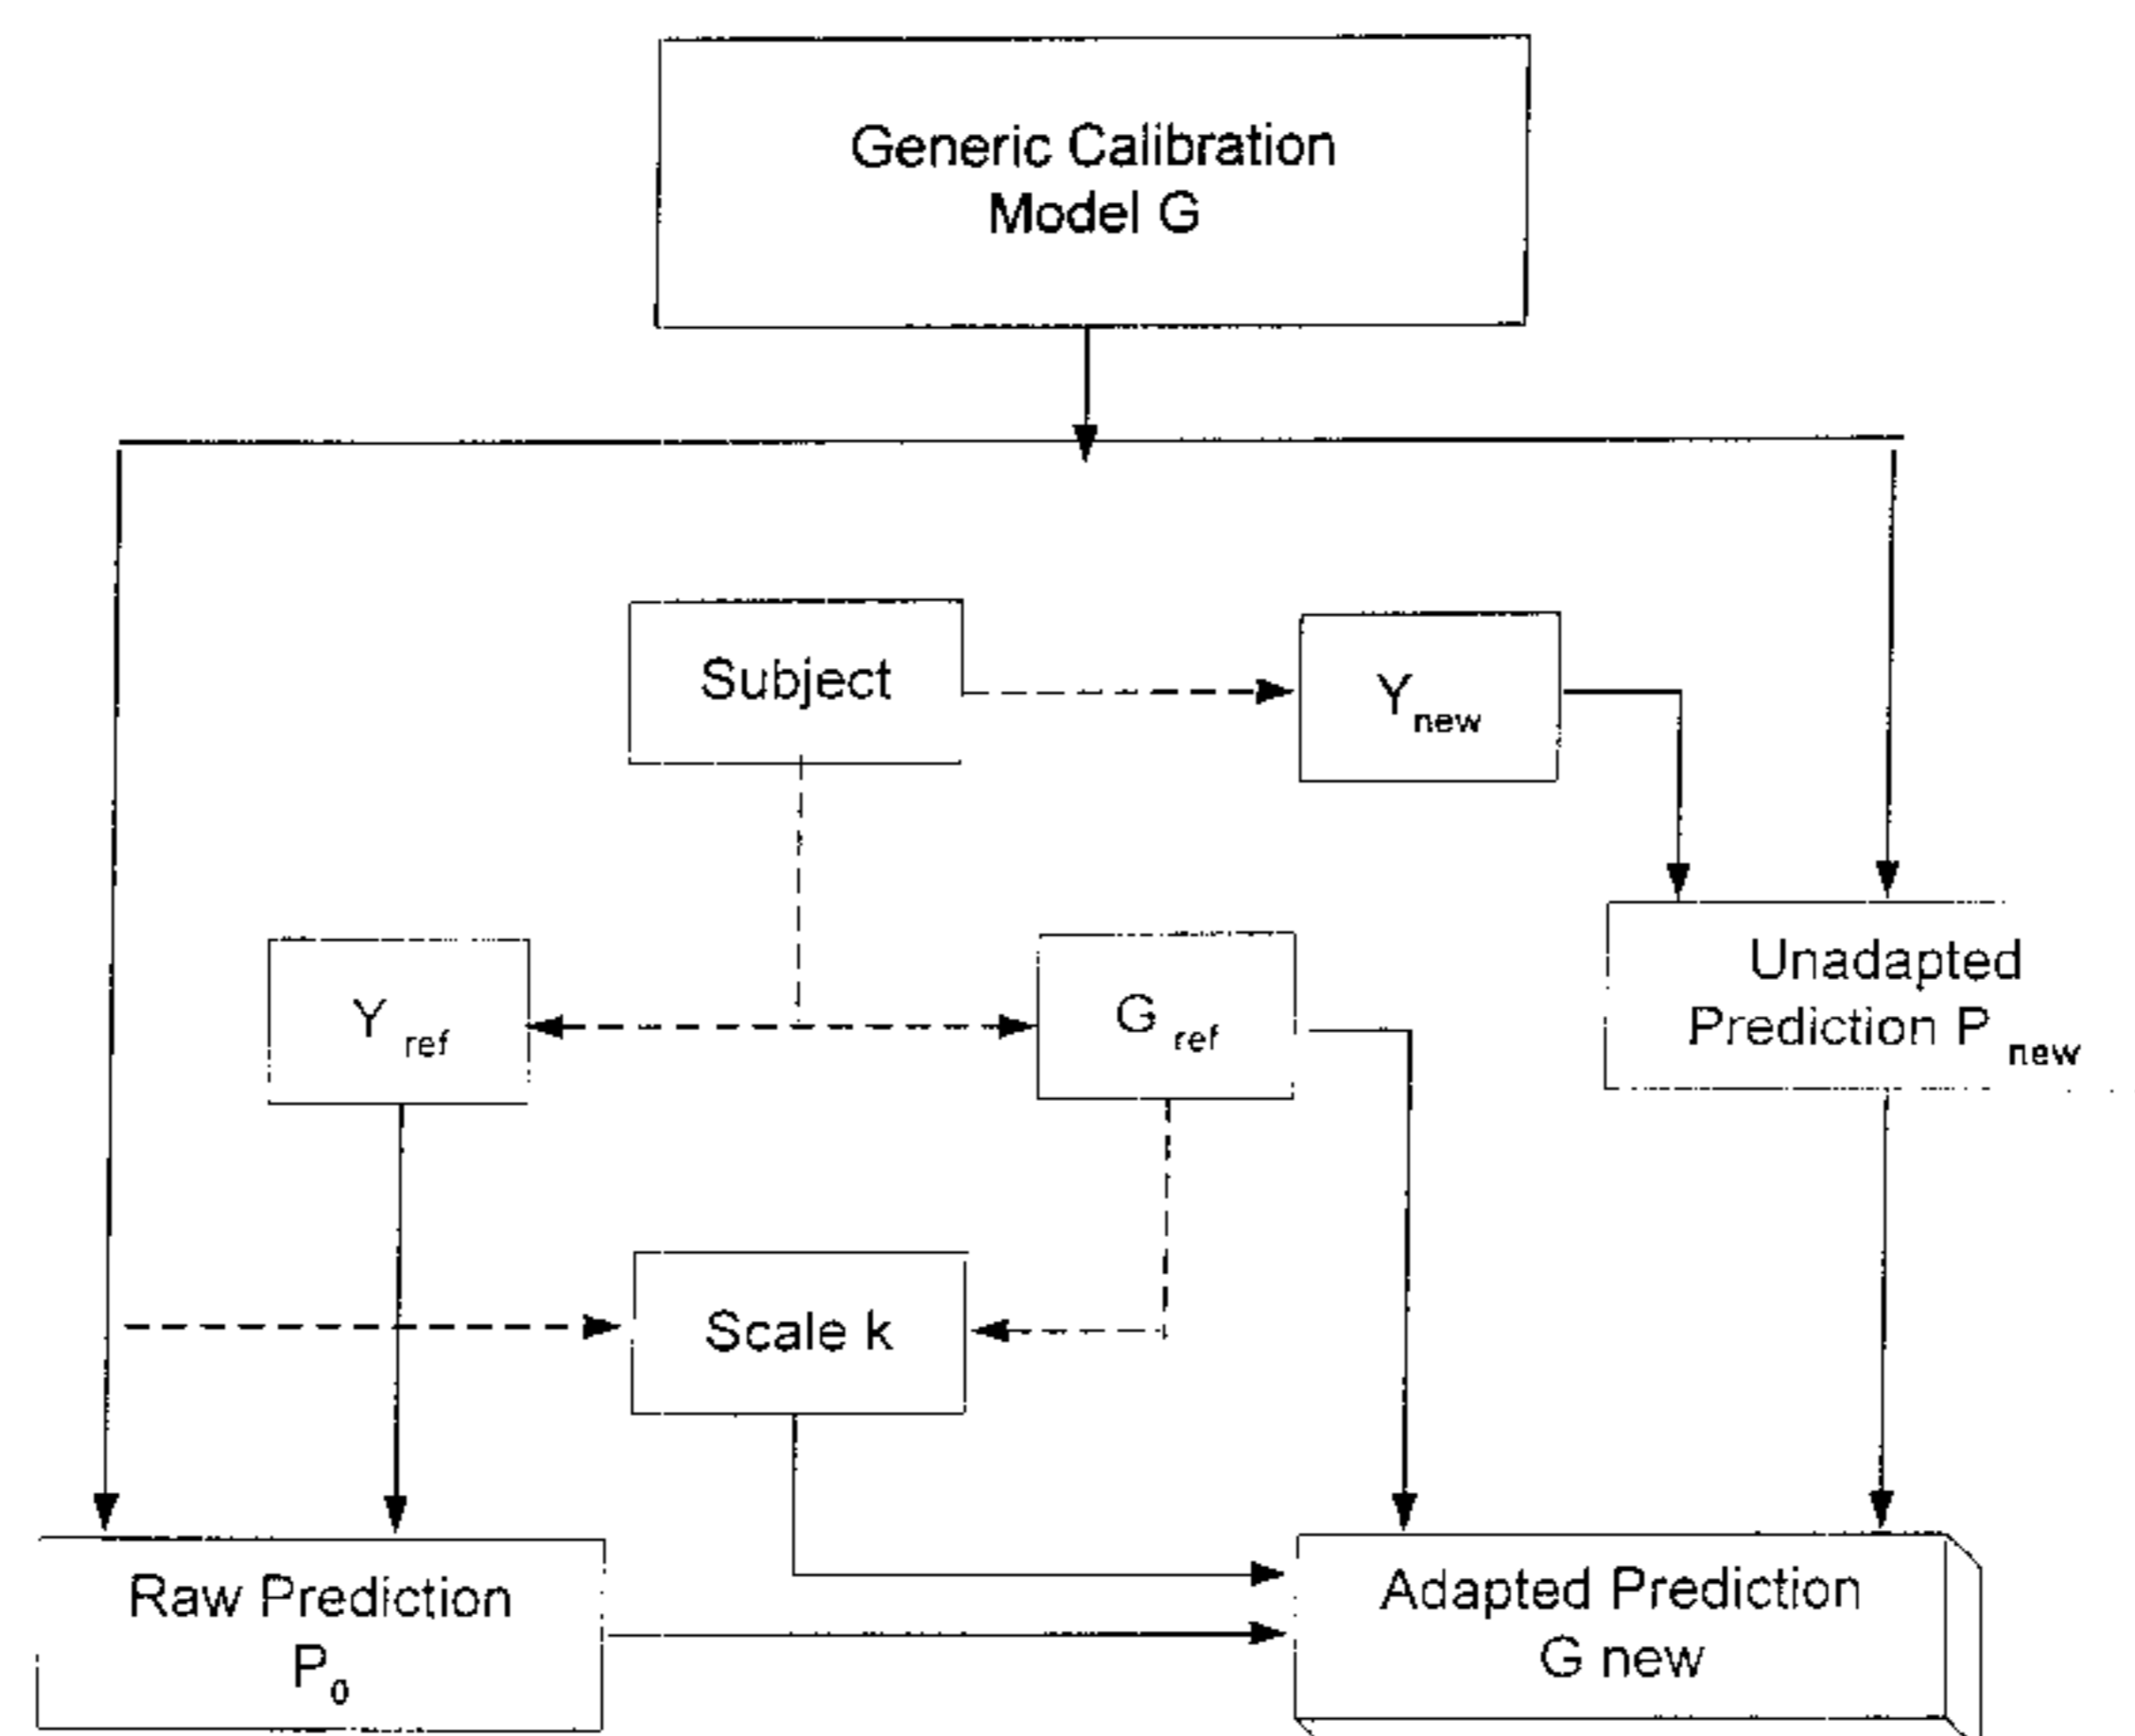 Generic Calibration
Model G
Subject
Y new
Y ref
G ref
Unadapted
Prediction P new
Scale k
Raw Prediction
P0
Adapted Prediction
G new